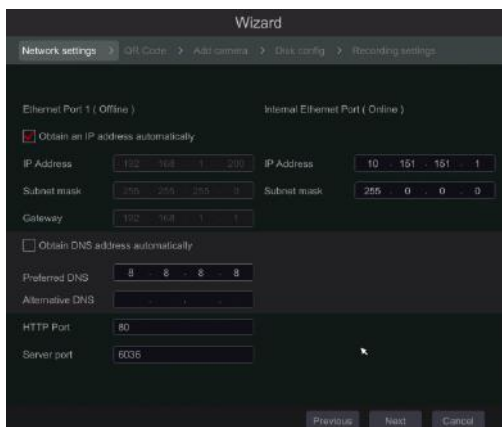 Wizard
Network settings > QR Code > Add camera > Disk config > Recording settings
Ethernet Port 1 ( Offline )
Internal Ethernet Port ( Online )
Obtain an IP address automatically
IP Address 192 . 168 . 1 . 200
IP Address 10 . 151 . 151 . 1
Subnet mask 255 . 255 . 255 . 0
Subnet mask 255 . 0 . 0 . 0
Gateway 192 . 168 . 1 . 1
Obtain DNS address automatically
Preferred DNS 8 . 8 . 8 . 8
Alternative DNS . . .
HTTP Port 80
Server port 6036
Previous Next Cancel